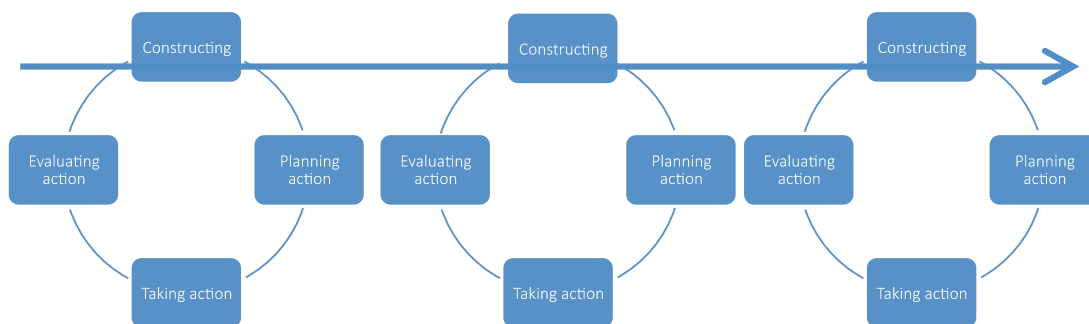 Constructing
Constructing
Constructing
Evaluating
action
Planning
action
Evaluating
action
Planning
action
Evaluating
action
Planning
action
Taking action
Taking action
Taking action